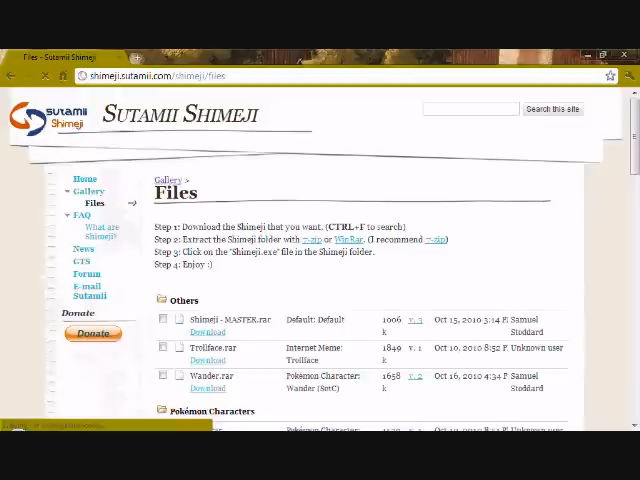 Files - Sutamii Shimeji
shimeji.sutamii.com/shimeji/files
sutamii Shimeji
SUTAMII SHIMEJI
Search this site
Home
Gallery
Files
FAQ
What are Shimeji?
News
GTS
Forum
E-mail Sutamii
Donate
Donate
Gallery >
Files
Step 1: Download the Shimeji that you want. (CTRL+F to search)
Step 2: Extract the Shimeji folder with 7-zip or WinRar. (I recommend 7-zip)
Step 3: Click on the "Shimeji.exe" file in the Shimeji folder.
Step 4: Enjoy :)
Others
Shimeji - MASTER.rar Default: Default 1006 v. 3 Oct 15, 2010 3:14 P Samuel
Download k Stoddard
Trollface.rar Internet Meme: 1849 v. 1 Oct 10, 2010 8:52 P Unknown user
Download Trollface k
Wander.rar Pokémon Character: 1658 v. 2 Oct 16, 2010 4:34 P Samuel
Download Wander (SotC) k Stoddard
Pokémon Characters